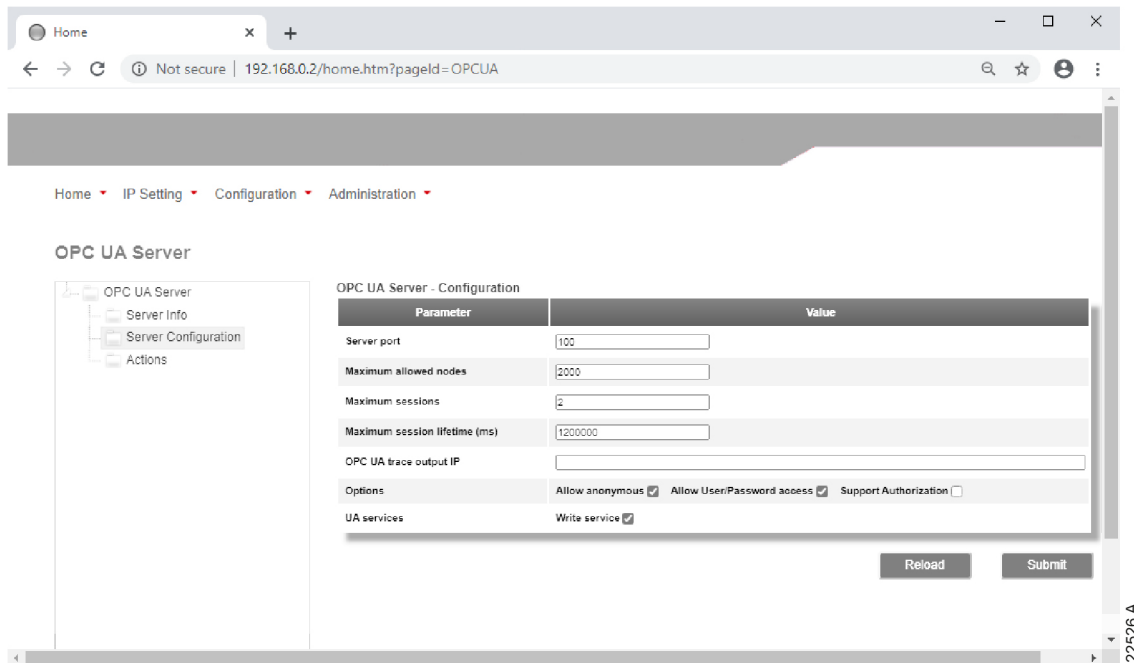 Home
Not secure | 192.168.0.2/home.htm?pageId=OPCUA
Home IP Setting Configuration Administration
OPC UA Server
OPC UA Server
Server Info
Server Configuration
Actions
OPC UA Server - Configuration
Parameter Value
Server port 100
Maximum allowed nodes 2000
Maximum sessions 2
Maximum session lifetime (ms) 1200000
OPC UA trace output IP
Options Allow anonymous Allow User/Password access Support Authorization
UA services Write service
Reload Submit
22526 A